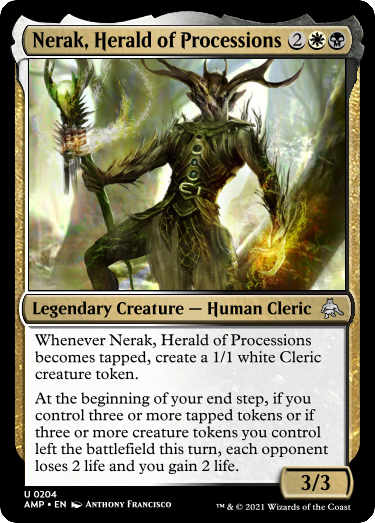 Nerak, Herald of Processions 2
Legendary Creature — Human Cleric
Whenever Nerak, Herald of Processions
becomes tapped, create a 1/1 white Cleric
creature token.
At the beginning of your end step, if you
control three or more tapped tokens or if
three or more creature tokens you control
left the battlefield this turn, each opponent
loses 2 life and you gain 2 life.
3/3
U 0204
AMP • EN Anthony Francisco
™ & © 2021 Wizards of the Coast